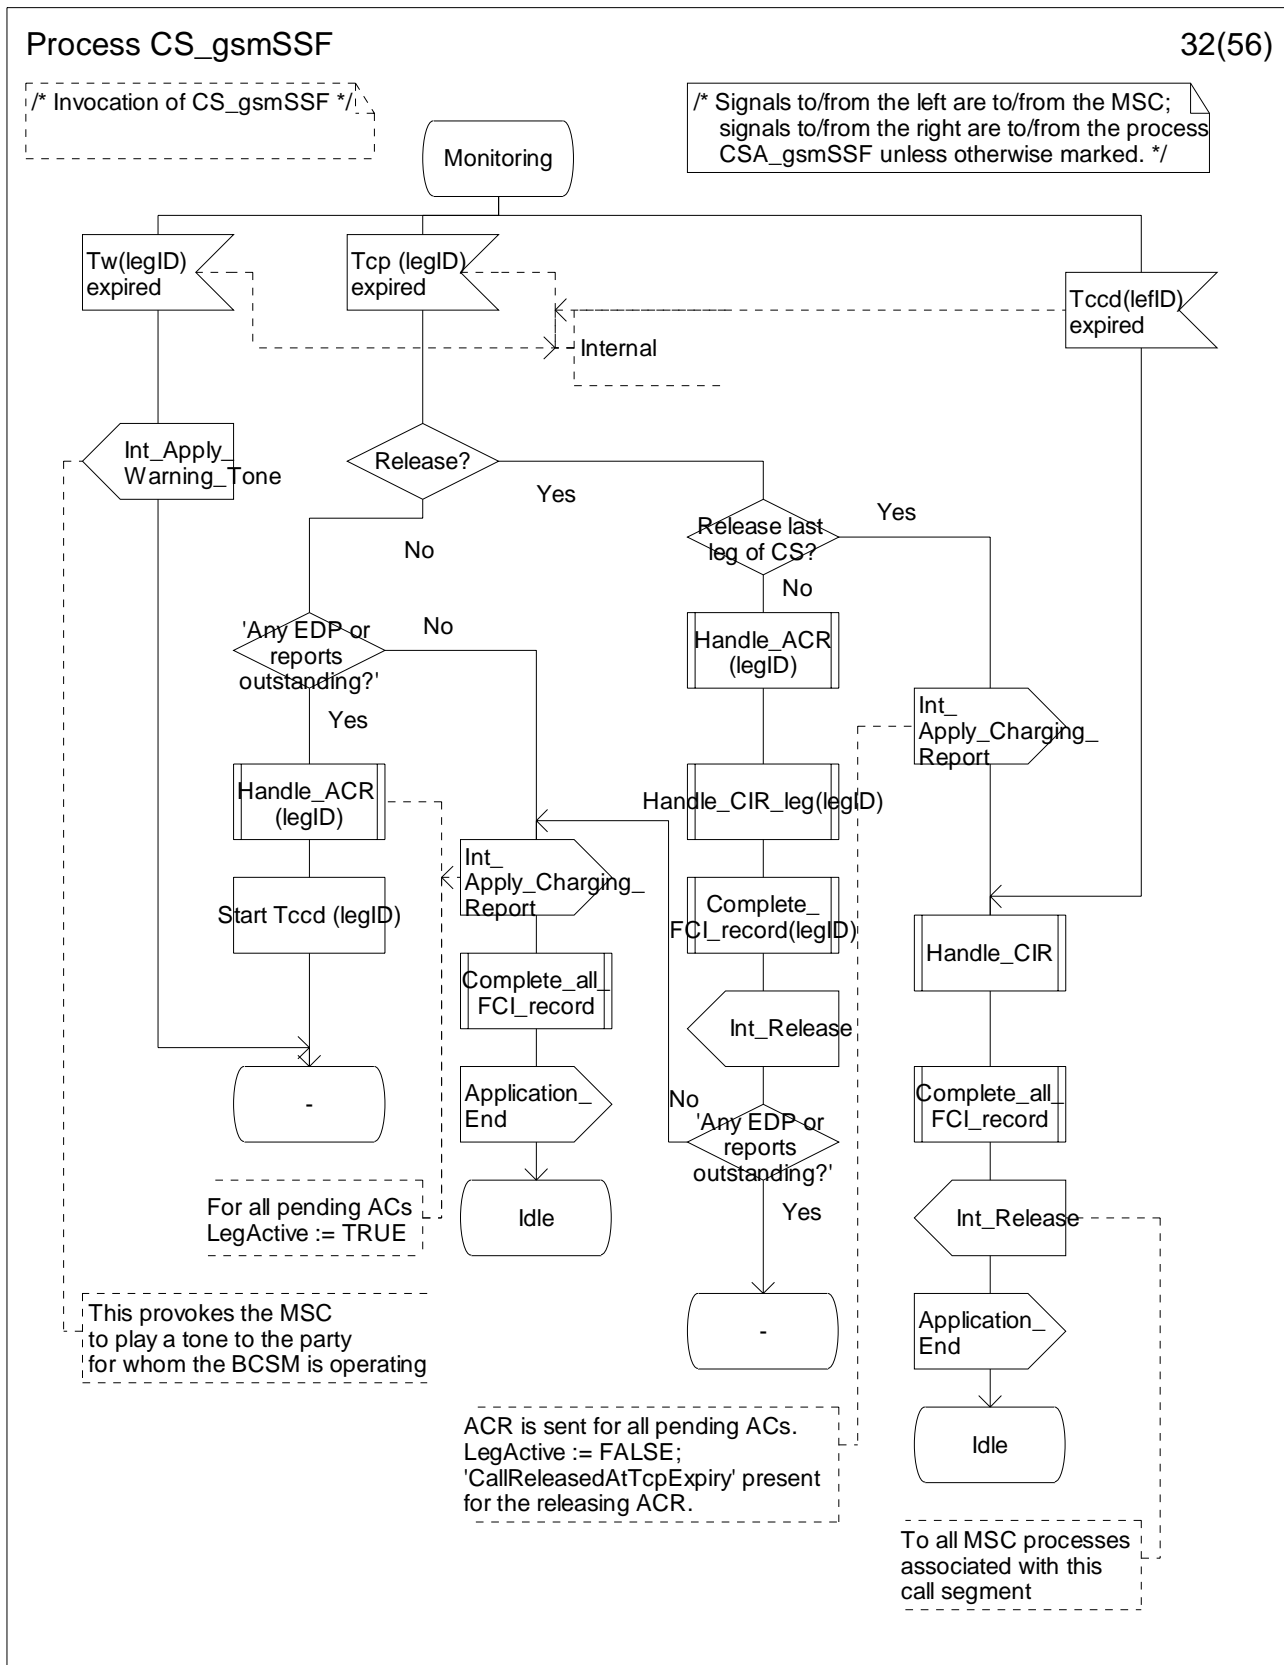 Process CS_gsmSSF
32(56)
/* Invocation of CS_gsmSSF */
/* Signals to/from the left are to/from the MSC;
signals to/from the right are to/from the process
CSA_gsmSSF unless otherwise marked. */
Monitoring
Tw(legID)
expired
Tcp (legID)
expired
Tccd(lefID)
expired
Internal
Int_Apply_
Warning_Tone
Release?
Yes
No
Release last
leg of CS?
Yes
No
'Any EDP or
reports
outstanding?'
No
Yes
Handle_ACR
(legID)
Int_
Apply_Charging_
Report
Handle_ACR
(legID)
Handle_CIR_leg(legID)
Int_
Apply_Charging_
Report
Start Tccd (legID)
Complete_
FCI_record(legID)
Handle_CIR
Complete_all_
FCI_record
Int_Release
Application_
End
-
No
'Any EDP or
reports
outstanding?'
Yes
Complete_all_
FCI_record
For all pending ACs
LegActive := TRUE
Idle
Int_Release
This provokes the MSC
to play a tone to the party
for whom the BCSM is operating
-
Application_
End
ACR is sent for all pending ACs.
LegActive := FALSE;
'CallReleasedAtTcpExpiry' present
for the releasing ACR.
Idle
To all MSC processes
associated with this
call segment